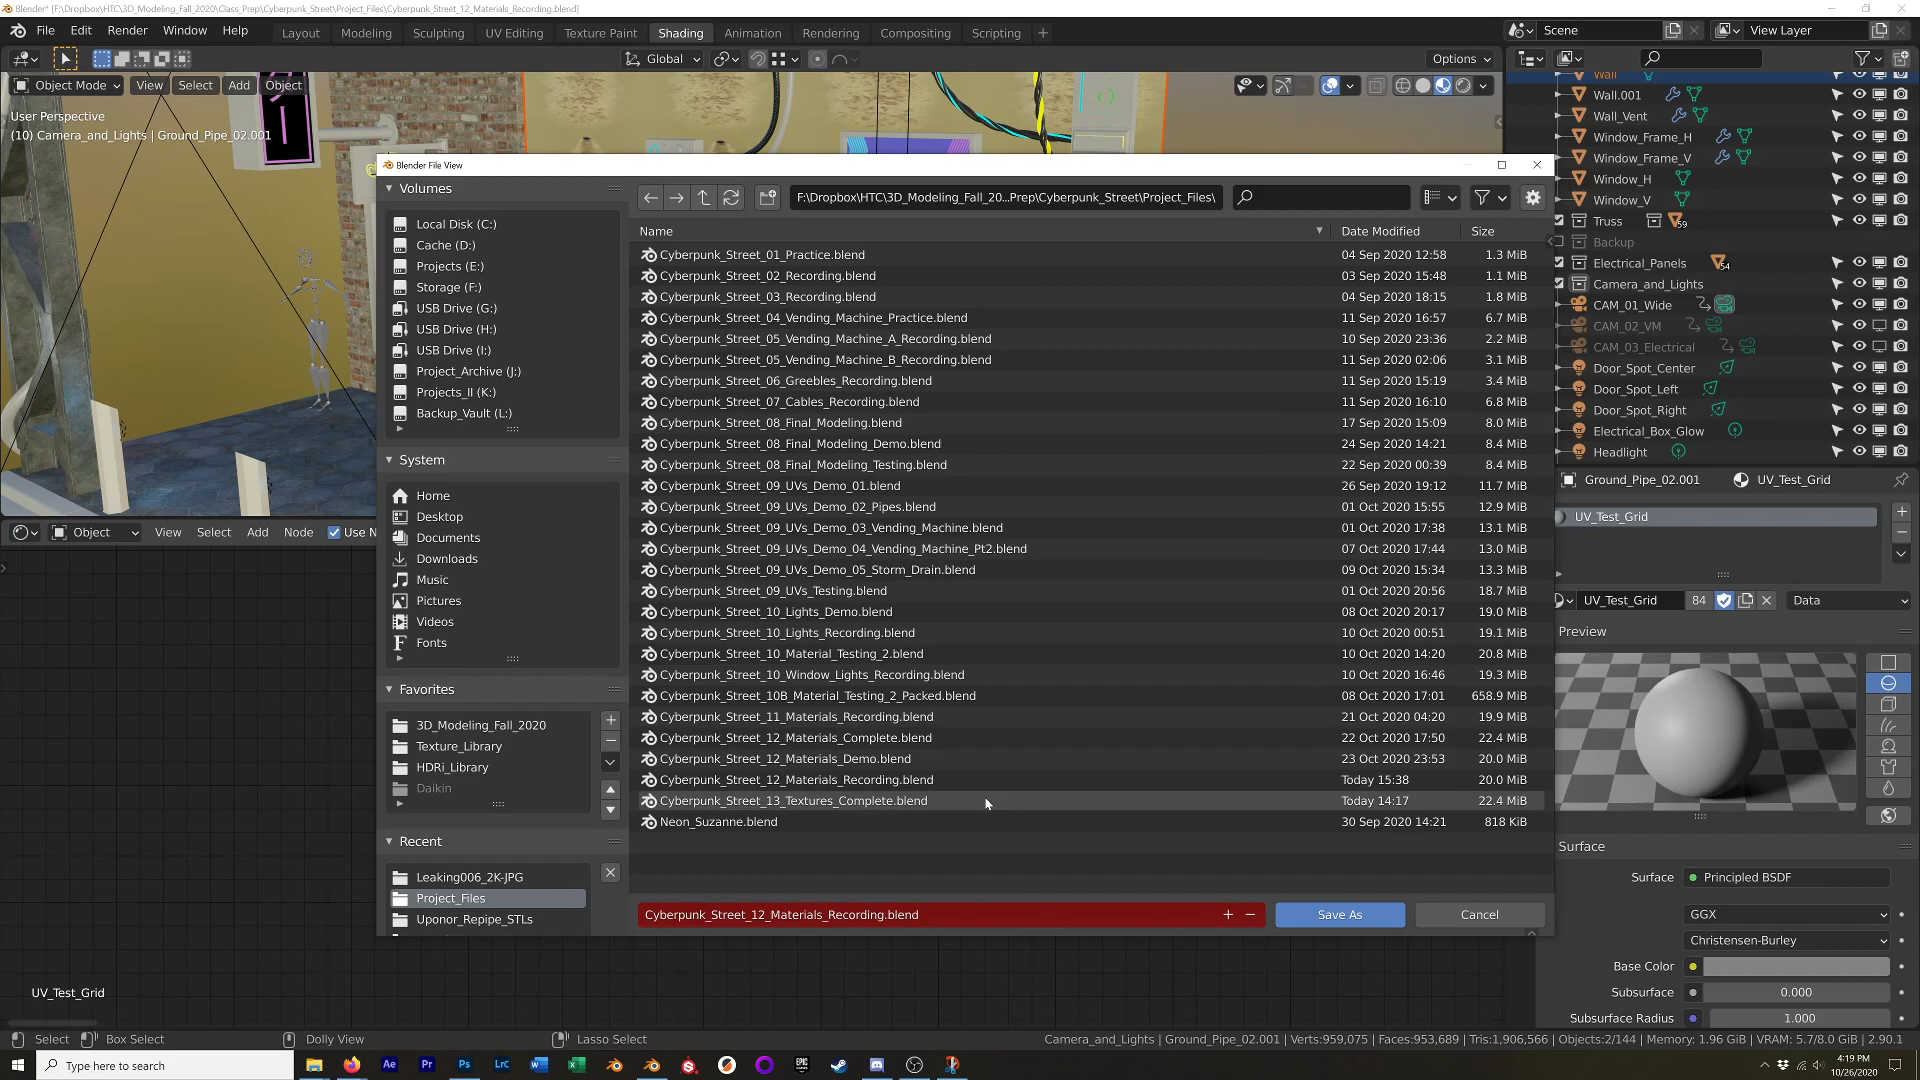 Blender* [F:\Dropbox\HTC\3D_Modeling_Fall_2020\Class_Prep\Cyberpunk_Street\Project_Files\Cyberpunk_Street_12_Materials_Recording.blend]
File Edit Render Window Help Layout Modeling Sculpting UV Editing Texture Paint Shading Animation Rendering Compositing Scripting + Scene View Layer
Global Options
Object Mode View Select Add Object
User Perspective
(10) Camera_and_Lights | Ground_Pipe_02.001
Wall
Wall.001
Wall_Vent
Window_Frame_H
Window_Frame_V
Window_H
Window_V
Truss 59
Backup
Electrical_Panels 54
Camera_and_Lights
CAM_01_Wide
CAM_02_VM
CAM_03_Electrical
Door_Spot_Center
Door_Spot_Left
Door_Spot_Right
Electrical_Box_Glow
Headlight
Blender File View
Volumes
Local Disk (C:)
Cache (D:)
Projects (E:)
Storage (F:)
USB Drive (G:)
USB Drive (H:)
USB Drive (I:)
Project_Archive (J:)
Projects_II (K:)
Backup_Vault (L:)
System
Home
Desktop
Documents
Downloads
Music
Pictures
Videos
Fonts
Favorites
3D_Modeling_Fall_2020
Texture_Library
HDRi_Library
Daikin
Recent
Leaking006_2K-JPG
Project_Files
Uponor_Repipe_STLs
F:\Dropbox\HTC\3D_Modeling_Fall_20...Prep\Cyberpunk_Street\Project_Files\
Name Date Modified Size
Cyberpunk_Street_01_Practice.blend 04 Sep 2020 12:58 1.3 MiB
Cyberpunk_Street_02_Recording.blend 03 Sep 2020 15:48 1.1 MiB
Cyberpunk_Street_03_Recording.blend 04 Sep 2020 18:15 1.8 MiB
Cyberpunk_Street_04_Vending_Machine_Practice.blend 11 Sep 2020 16:57 6.7 MiB
Cyberpunk_Street_05_Vending_Machine_A_Recording.blend 10 Sep 2020 23:36 2.2 MiB
Cyberpunk_Street_05_Vending_Machine_B_Recording.blend 11 Sep 2020 02:06 3.1 MiB
Cyberpunk_Street_06_Greebles_Recording.blend 11 Sep 2020 15:19 3.4 MiB
Cyberpunk_Street_07_Cables_Recording.blend 11 Sep 2020 16:10 6.8 MiB
Cyberpunk_Street_08_Final_Modeling.blend 17 Sep 2020 15:09 8.0 MiB
Cyberpunk_Street_08_Final_Modeling_Demo.blend 24 Sep 2020 14:21 8.4 MiB
Cyberpunk_Street_08_Final_Modeling_Testing.blend 22 Sep 2020 00:39 8.4 MiB
Cyberpunk_Street_09_UVs_Demo_01.blend 26 Sep 2020 19:12 11.7 MiB
Cyberpunk_Street_09_UVs_Demo_02_Pipes.blend 01 Oct 2020 15:55 12.9 MiB
Cyberpunk_Street_09_UVs_Demo_03_Vending_Machine.blend 01 Oct 2020 17:38 13.1 MiB
Cyberpunk_Street_09_UVs_Demo_04_Vending_Machine_Pt2.blend 07 Oct 2020 17:44 13.0 MiB
Cyberpunk_Street_09_UVs_Demo_05_Storm_Drain.blend 09 Oct 2020 15:34 13.3 MiB
Cyberpunk_Street_09_UVs_Testing.blend 01 Oct 2020 20:56 18.7 MiB
Cyberpunk_Street_10_Lights_Demo.blend 08 Oct 2020 20:17 19.0 MiB
Cyberpunk_Street_10_Lights_Recording.blend 10 Oct 2020 00:51 19.1 MiB
Cyberpunk_Street_10_Material_Testing_2.blend 10 Oct 2020 14:20 20.8 MiB
Cyberpunk_Street_10_Window_Lights_Recording.blend 10 Oct 2020 16:46 19.3 MiB
Cyberpunk_Street_10B_Material_Testing_2_Packed.blend 08 Oct 2020 17:01 658.9 MiB
Cyberpunk_Street_11_Materials_Recording.blend 21 Oct 2020 04:20 19.9 MiB
Cyberpunk_Street_12_Materials_Complete.blend 22 Oct 2020 17:50 22.4 MiB
Cyberpunk_Street_12_Materials_Demo.blend 23 Oct 2020 23:53 20.0 MiB
Cyberpunk_Street_12_Materials_Recording.blend Today 15:38 20.0 MiB
Cyberpunk_Street_13_Textures_Complete.blend Today 14:17 22.4 MiB
Neon_Suzanne.blend 30 Sep 2020 14:21 818 KiB
Cyberpunk_Street_12_Materials_Recording.blend + − Save As Cancel
Object View Select Add Node Use N
UV_Test_Grid
Ground_Pipe_02.001 UV_Test_Grid
UV_Test_Grid
UV_Test_Grid 84 Data
Preview
Surface
Surface Principled BSDF
GGX
Christensen-Burley
Base Color
Subsurface 0.000
Subsurface Radius 1.000
Select Box Select Dolly View Lasso Select Camera_and_Lights | Ground_Pipe_02.001 | Verts:959,075 | Faces:953,689 | Tris:1,906,566 | Objects:2/144 | Memory: 1.96 GiB | VRAM: 5.7/8.0 GiB | 2.90.1
Type here to search Ae Pr Ps Lrc 4:19 PM
10/26/2020